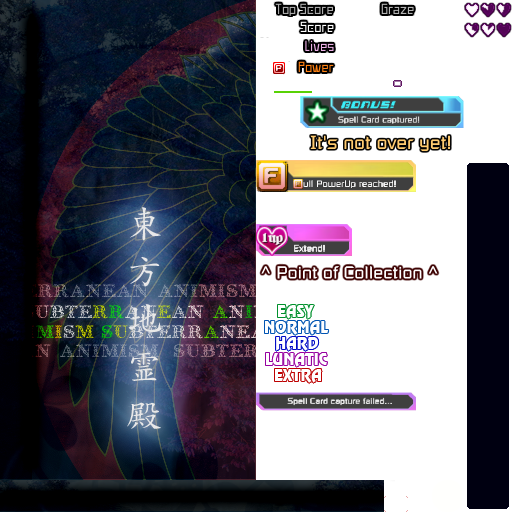 Top Score
Graze
Score
Lives
F Power
BONUS!
Spell Card captured!
It's not over yet!
F
Full PowerUp reached!
1up
Extend!
^ Point of Collection ^
EASY
NORMAL
HARD
LUNATIC
EXTRA
Spell Card capture failed...
東方地霊殿
RRANEAN ANIMISM
UBTERRANEAN ANI
MISM SUBTERRANEA
N ANIMISM SUBTERR